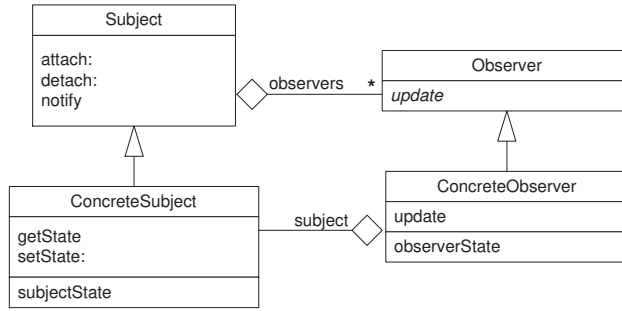 Subject
attach:
detach:
notify
observers
*
Observer
update
ConcreteSubject
getState
setState:
subjectState
subject
ConcreteObserver
update
observerState